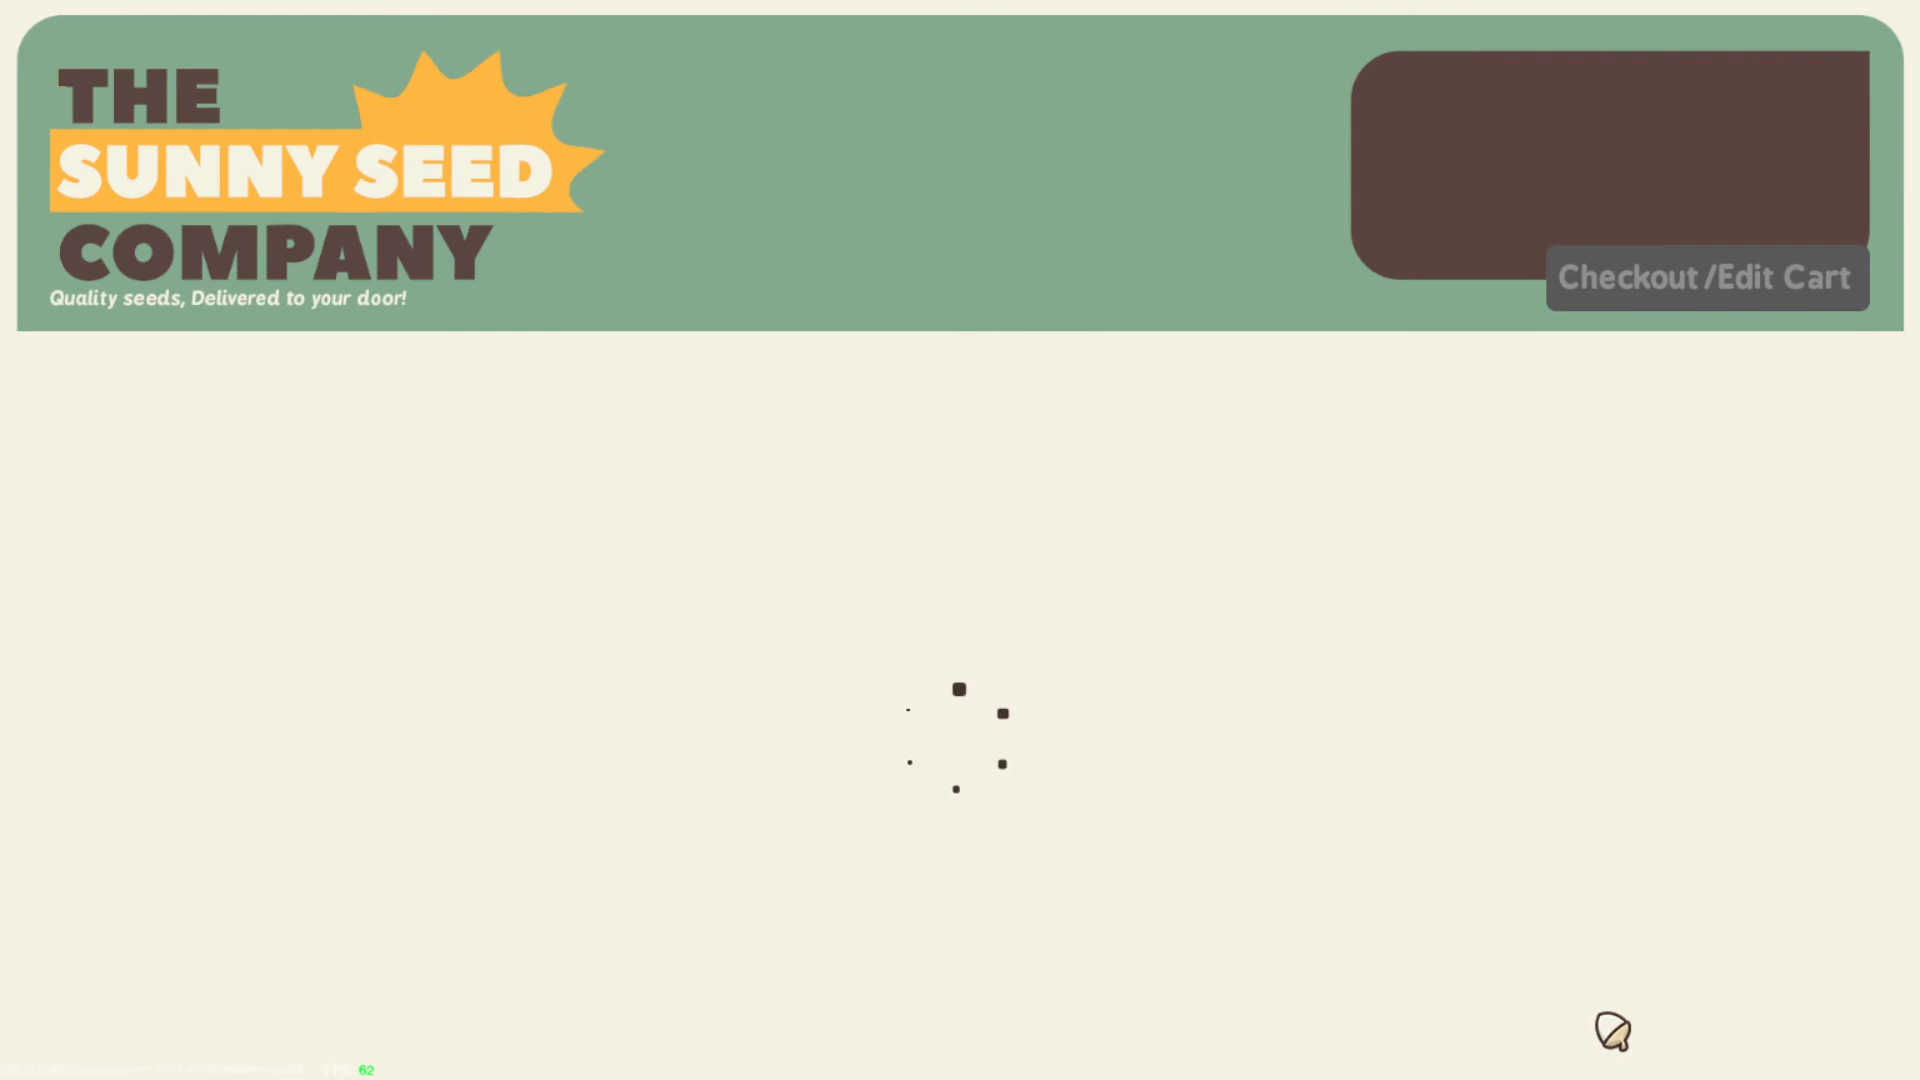 THE
SUNNY SEED
COMPANY
Quality seeds, Delivered to your door!
Checkout/Edit Cart
62